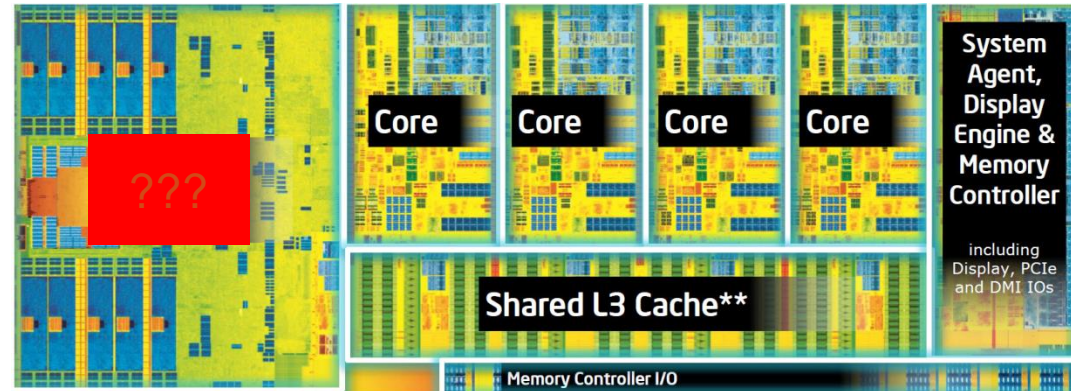 ???
Core
Core
Core
Core
System
Agent,
Display
Engine &
Memory
Controller
including
Display, PCIe
and DMI IOs
Shared L3 Cache**
Memory Controller I/O